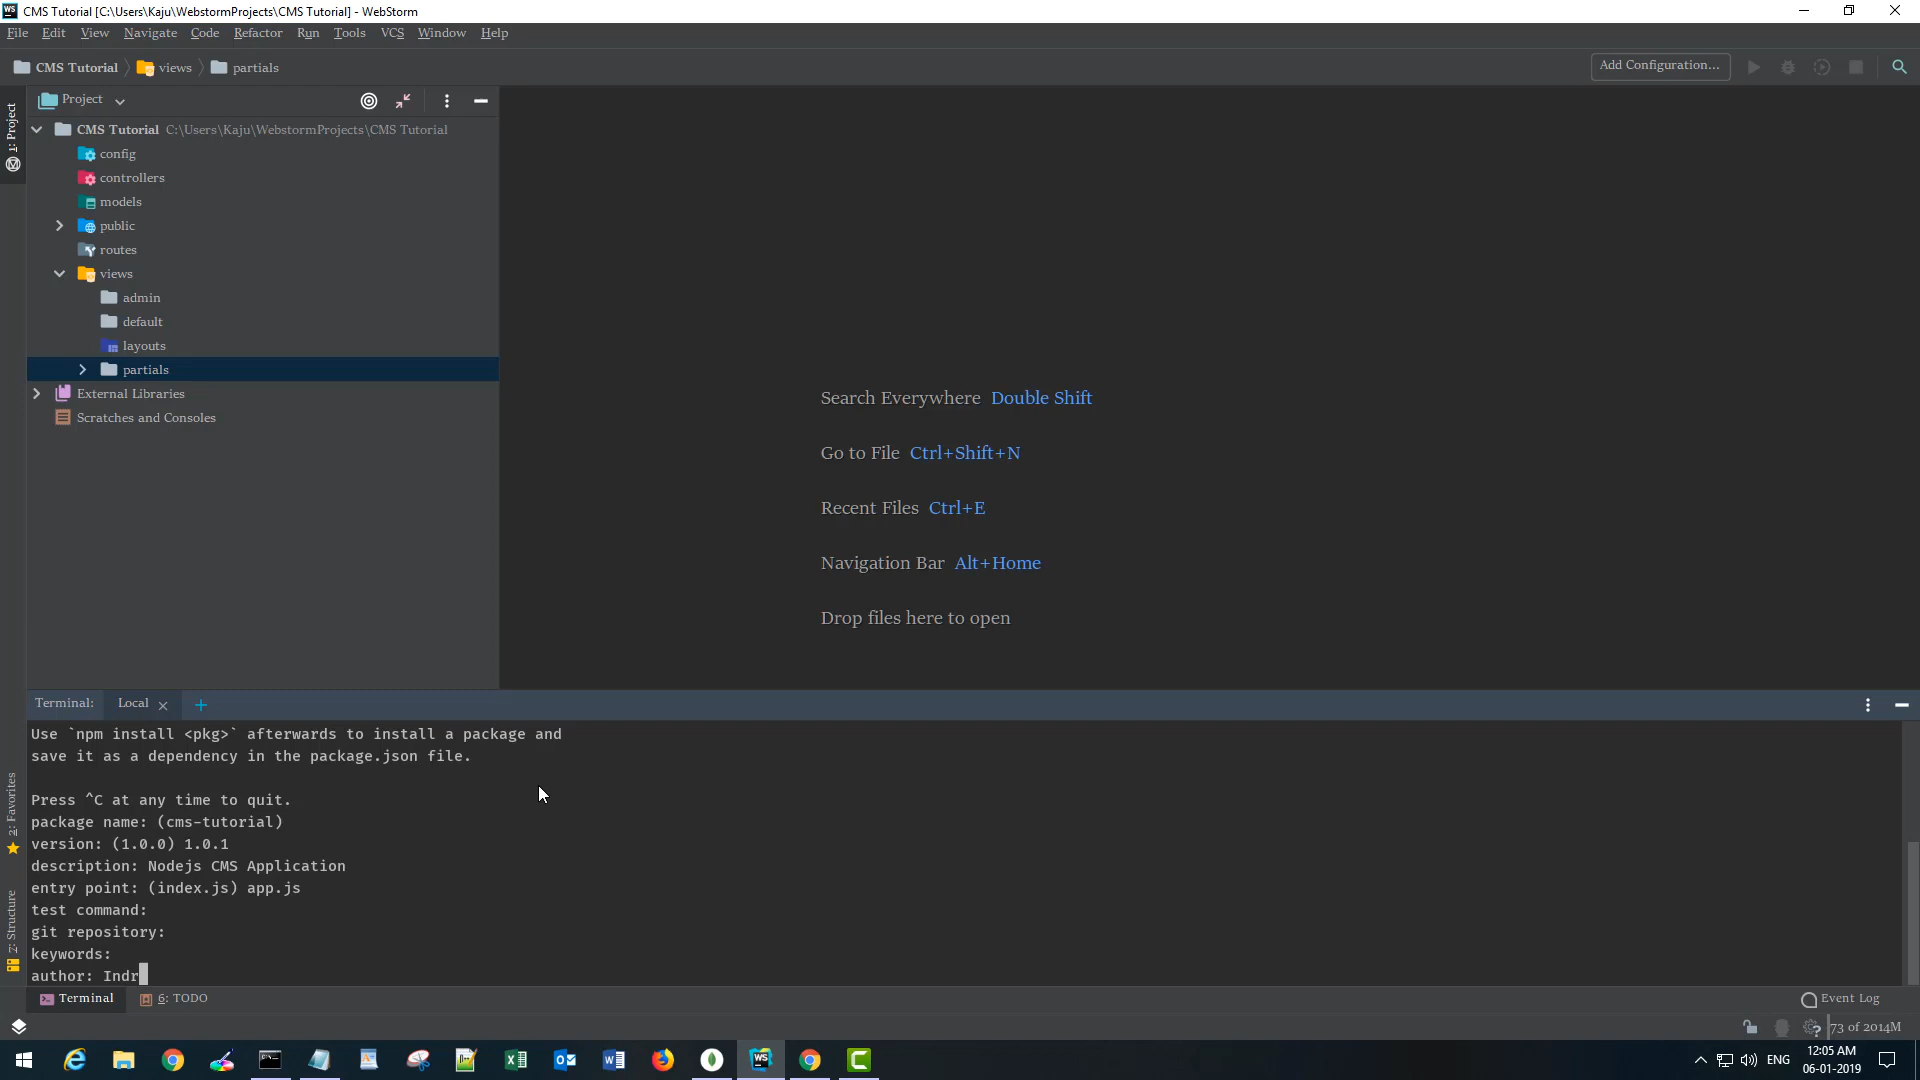 CMS Tutorial [C:\Users\Kaju\WebstormProjects\CMS Tutorial] - WebStorm
File Edit View Navigate Code Refactor Run Tools VCS Window Help
CMS Tutorial views partials
Add Configuration...
Project
1: Project
CMS Tutorial C:\Users\Kaju\WebstormProjects\CMS Tutorial
config
controllers
models
public
routes
views
admin
default
layouts
partials
External Libraries
Scratches and Consoles
Search Everywhere Double Shift
Go to File Ctrl+Shift+N
Recent Files Ctrl+E
Navigation Bar Alt+Home
Drop files here to open
Terminal: Local
Use `npm install <pkg>` afterwards to install a package and
save it as a dependency in the package.json file.
Press ^C at any time to quit.
package name: (cms-tutorial)
version: (1.0.0) 1.0.1
description: Nodejs CMS Application
entry point: (index.js) app.js
test command:
git repository:
keywords:
author: Indr
2: Favorites
7: Structure
Terminal 6: TODO
Event Log
73 of 2014M
ENG
12:05 AM
06-01-2019